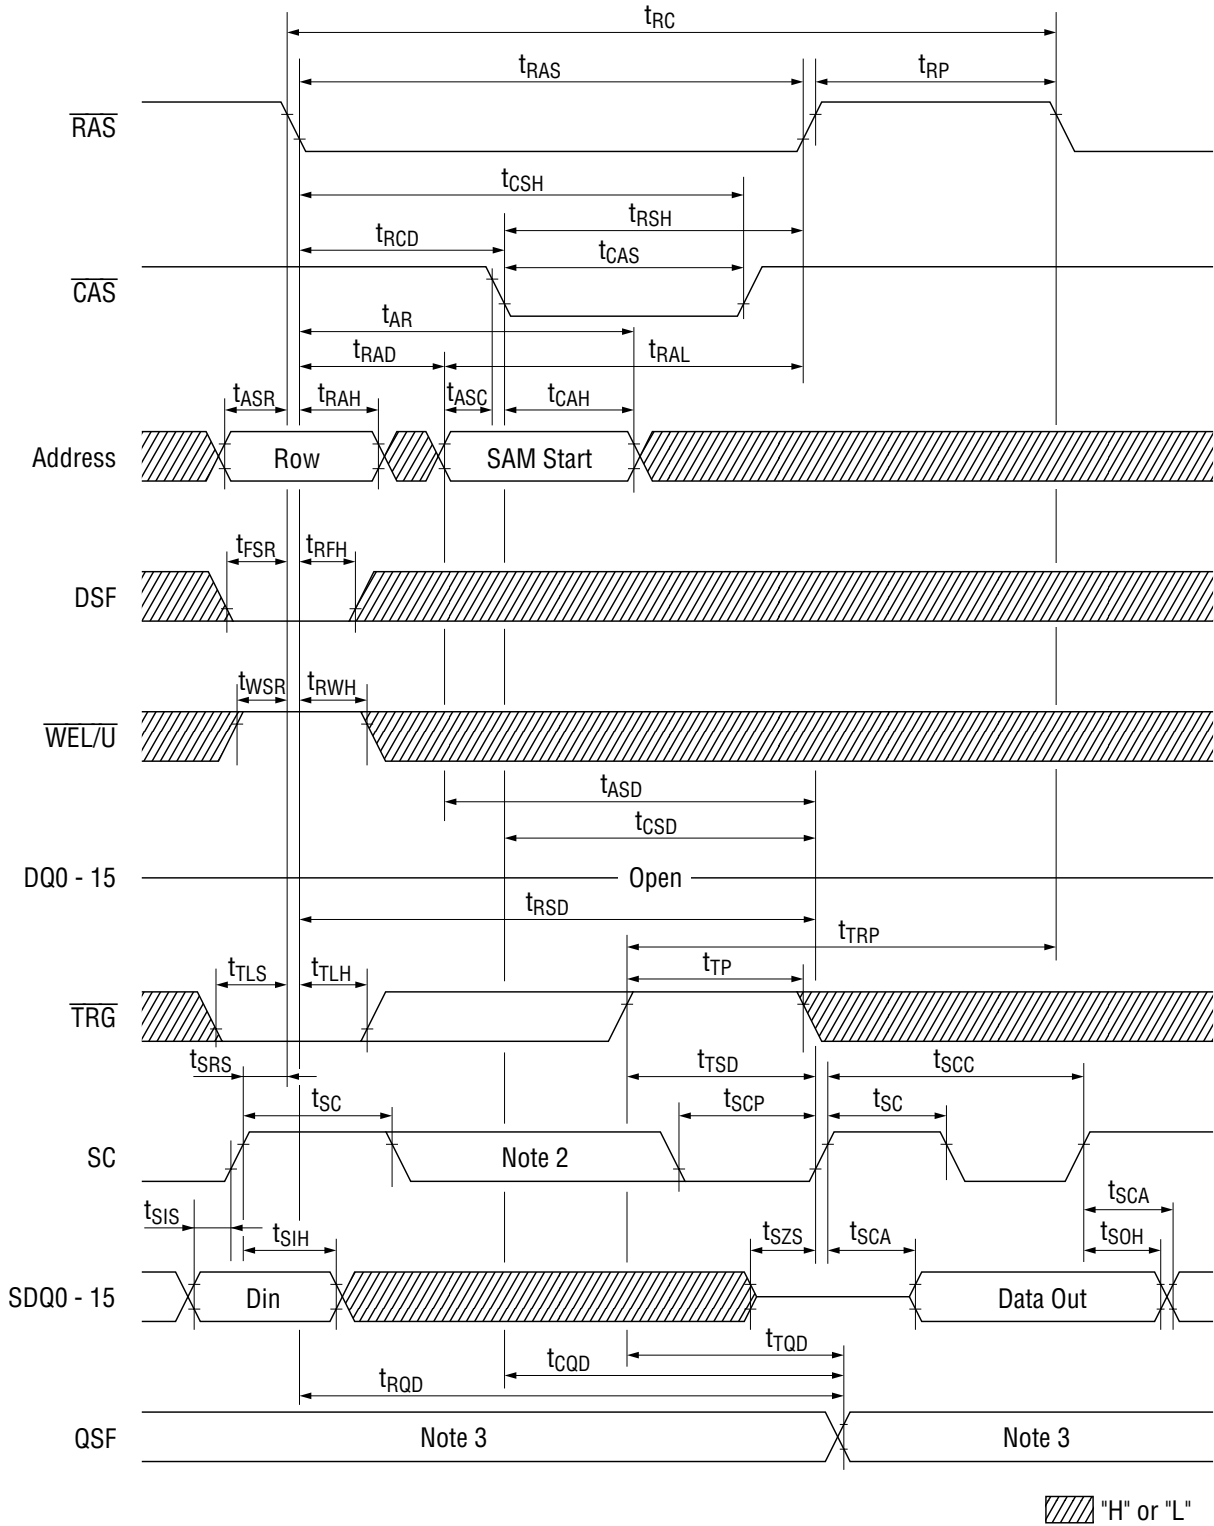 tRC
tRAS
tRP
RAS
tCSH
tRSH
tRCD
tCAS
CAS
tAR
tRAD
tRAL
tASR
tRAH
tASC
tCAH
Address
Row
SAM Start
tFSR
tRFH
DSF
tWSR
tRWH
WEL/U
tASD
tCSD
DQ0 - 15
Open
tRSD
tTRP
tTLS
tTLH
tTP
TRG
tSRS
tTSD
tSCC
tSC
tSCP
tSC
SC
Note 2
tSIS
tSIH
tSZS
tSCA
tSCA
tSOH
SDQ0 - 15
Din
Data Out
tTQD
tCQD
tRQD
QSF
Note 3
Note 3
"H" or "L"